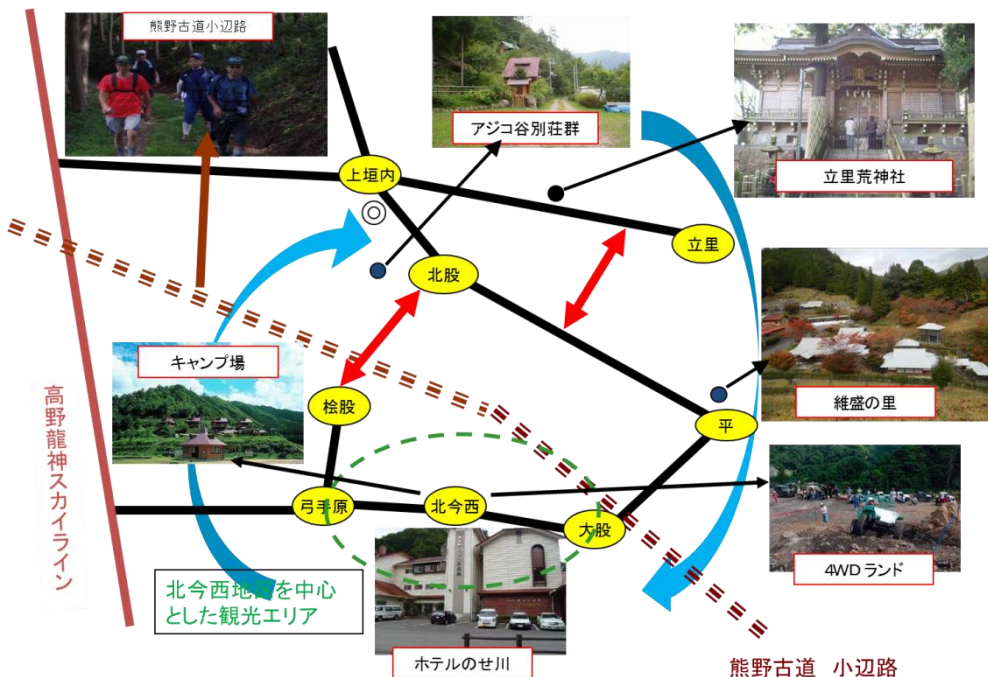 熊野古道小辺路
アジコ谷別荘群
立里荒神社
上垣内
◎
立里
北股
キャンプ場
維盛の里
桧股
平
高野龍神スカイライン
弓手原
北今西
大股
4WDランド
北今西地区を中心
とした観光エリア
ホテルのせ川
熊野古道 小辺路